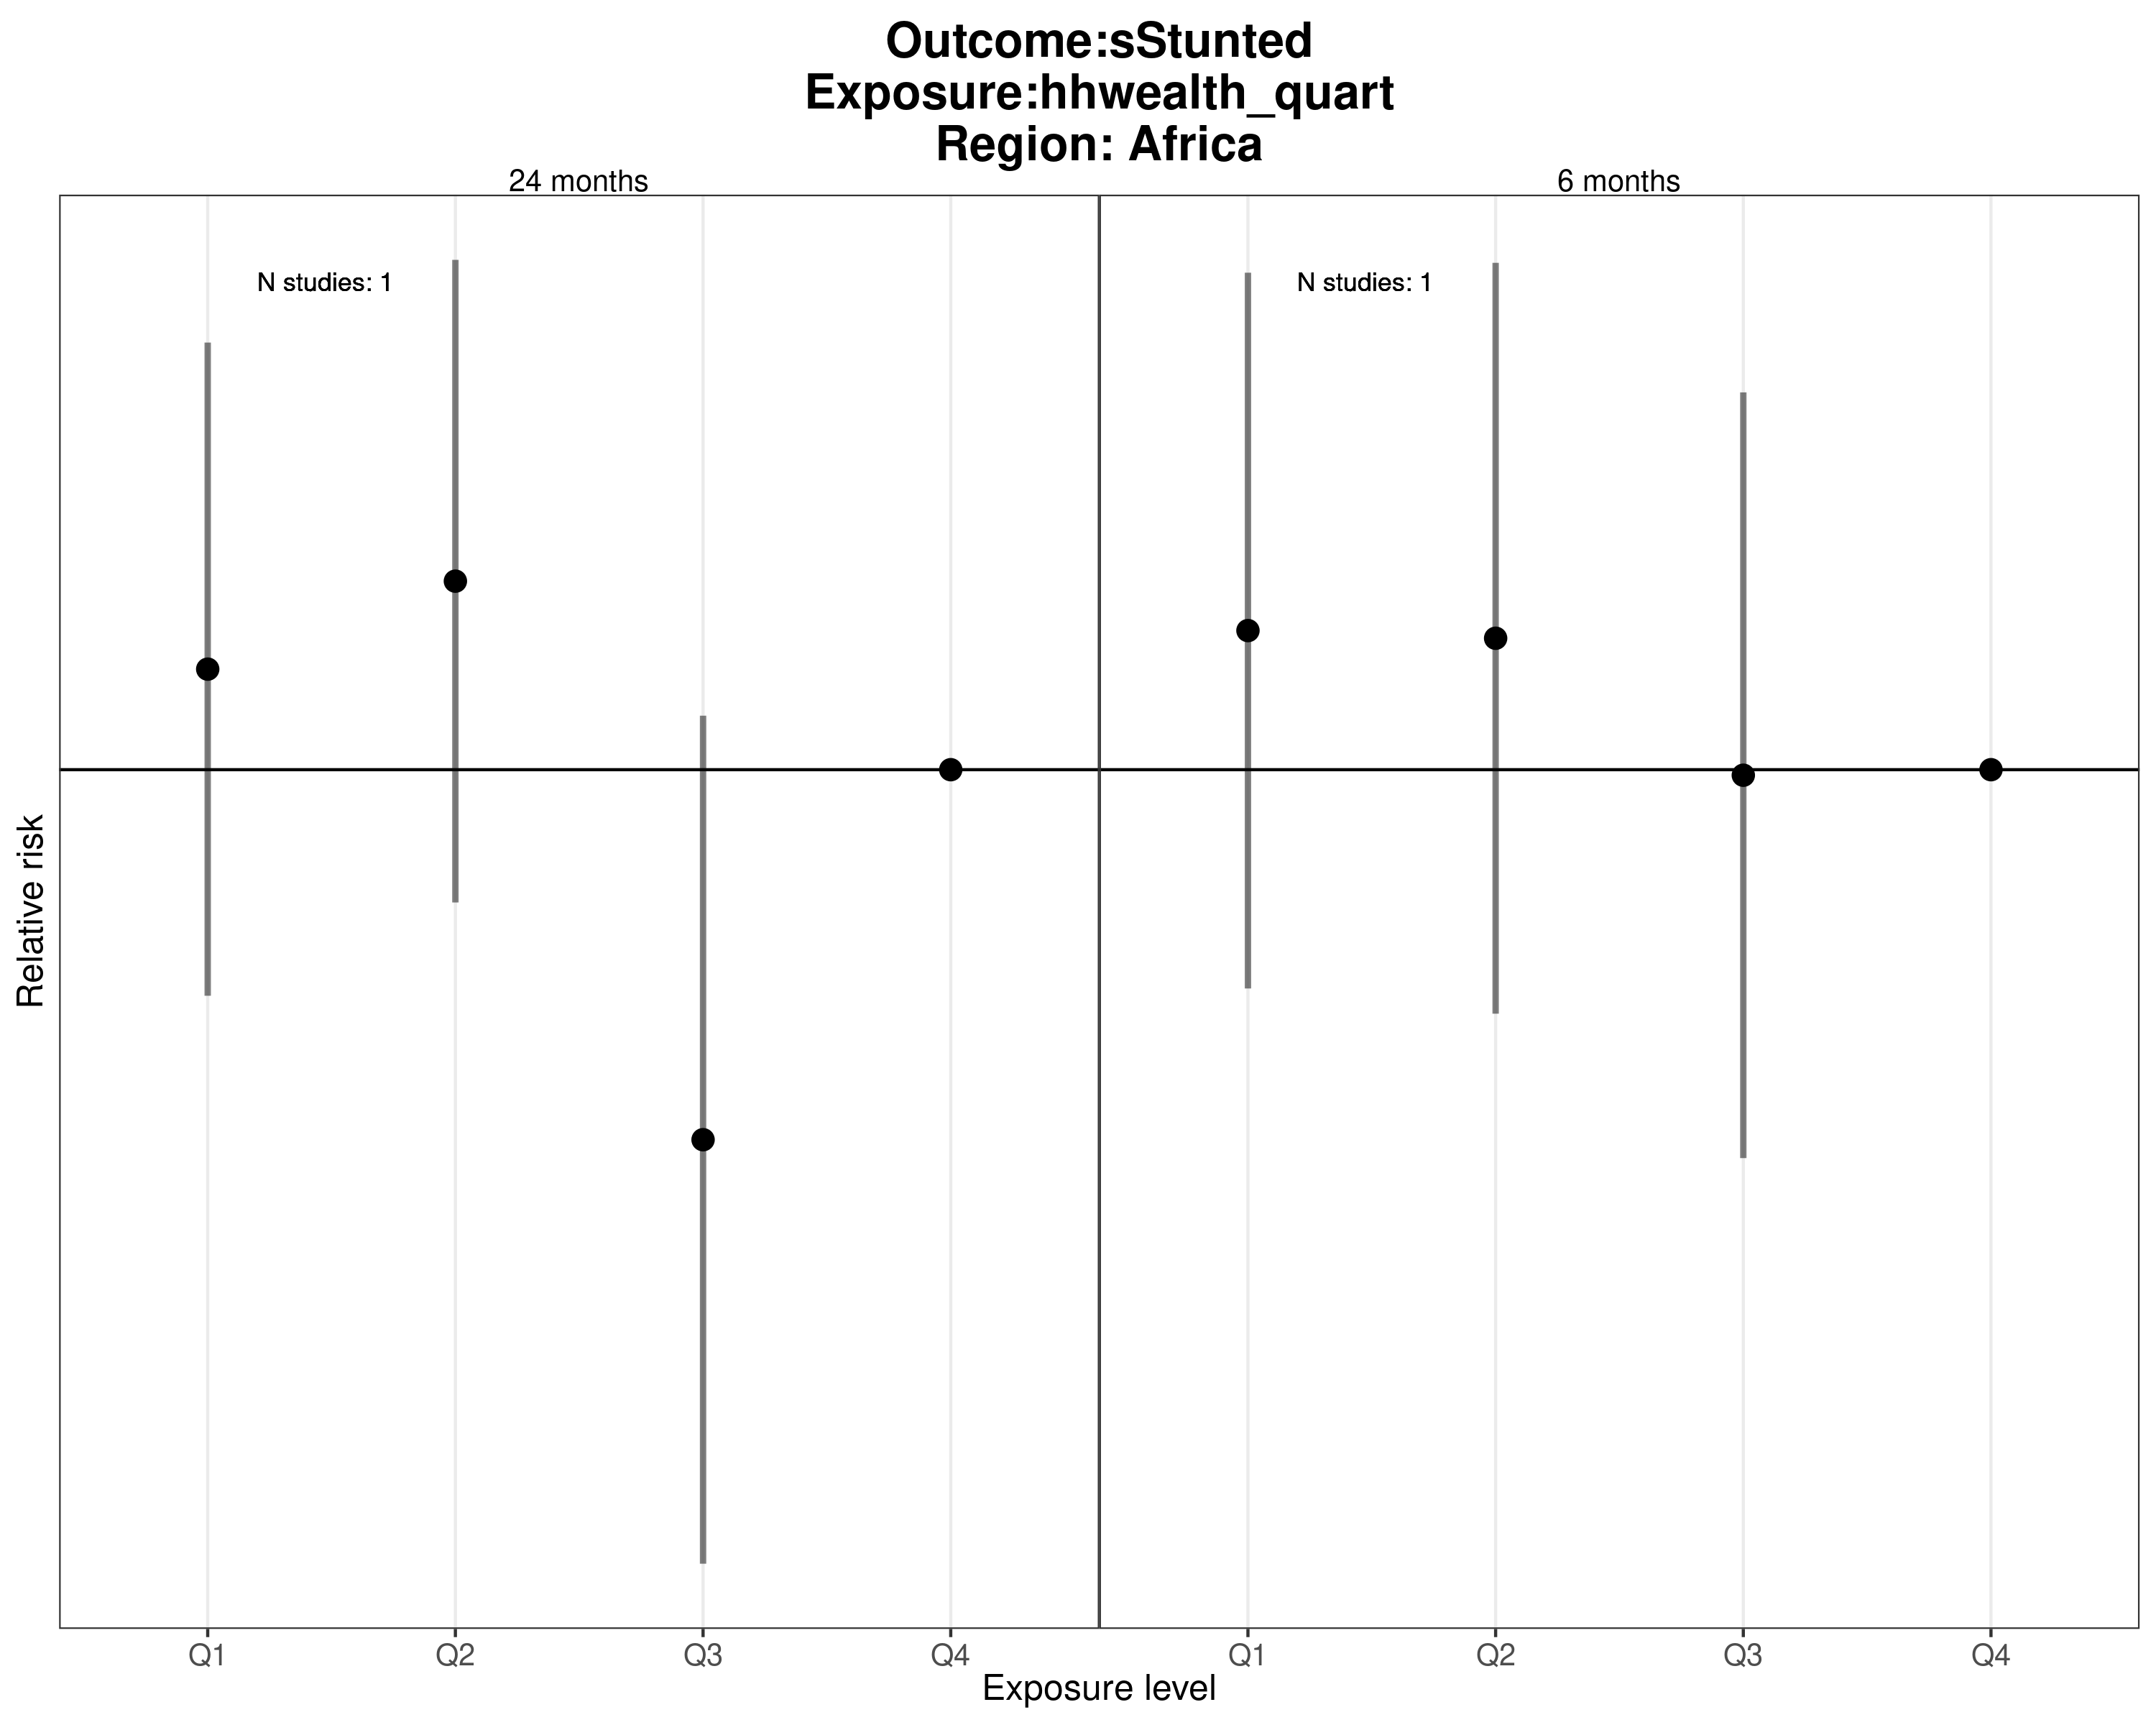 Outcome:sStunted
Exposure:hhwealth_quart
Region: Africa
24 months
6 months
N studies: 1
N studies: 1
Relative risk
Q1 Q2 Q3 Q4 Q1 Q2 Q3 Q4
Exposure level